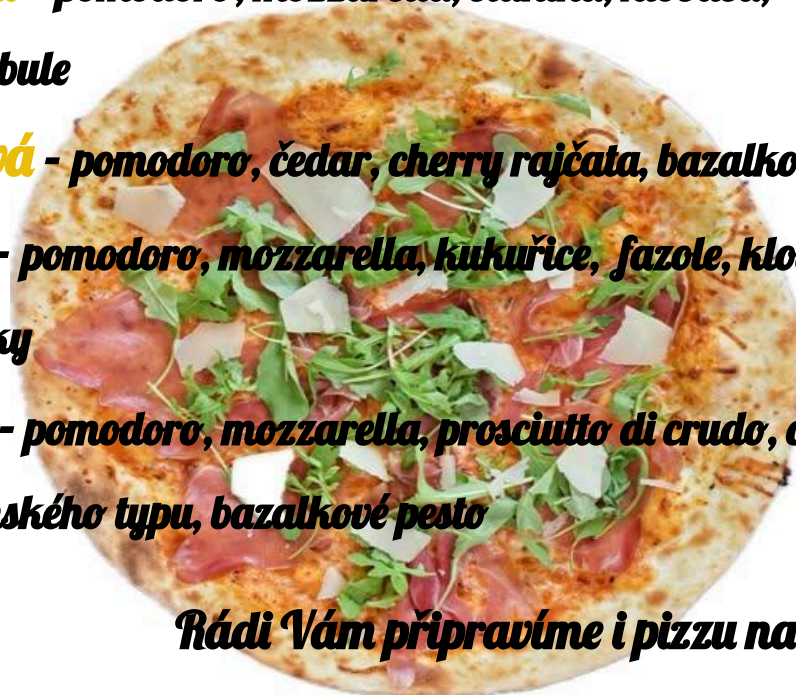 bule
vá - pomodoro, čedar, cherry rajčata, bazalko
- pomodoro, mozzarella, kukuřice, fazole, klo
ky
- pomodoro, mozzarella, prosciutto di crudo,
ského typu, bazalkové pesto
Rádi Vám připravíme i pizzu na